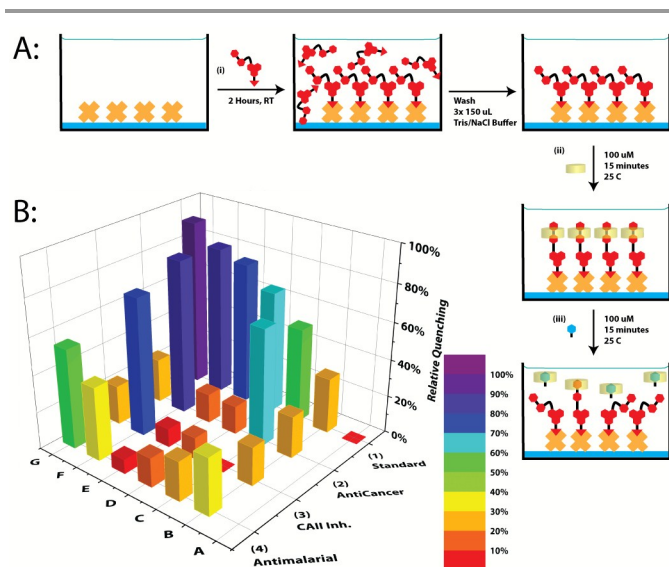 A:
(i)
2 Hours, RT
Wash
3x 150 uL
Tris/NaCl Buffer
(ii)
100 uM
15 minutes
25 C
(iii)
100 uM
15 minutes
25 C
B:
100%
80%
60%
40%
20%
0%
Relative Quenching
100%
90%
80%
70%
60%
50%
40%
30%
20%
10%
G
F
E
D
C
B
A
(1)
Standard
(2)
AntiCancer
(3)
CAII Inh.
(4)
Antimalarial